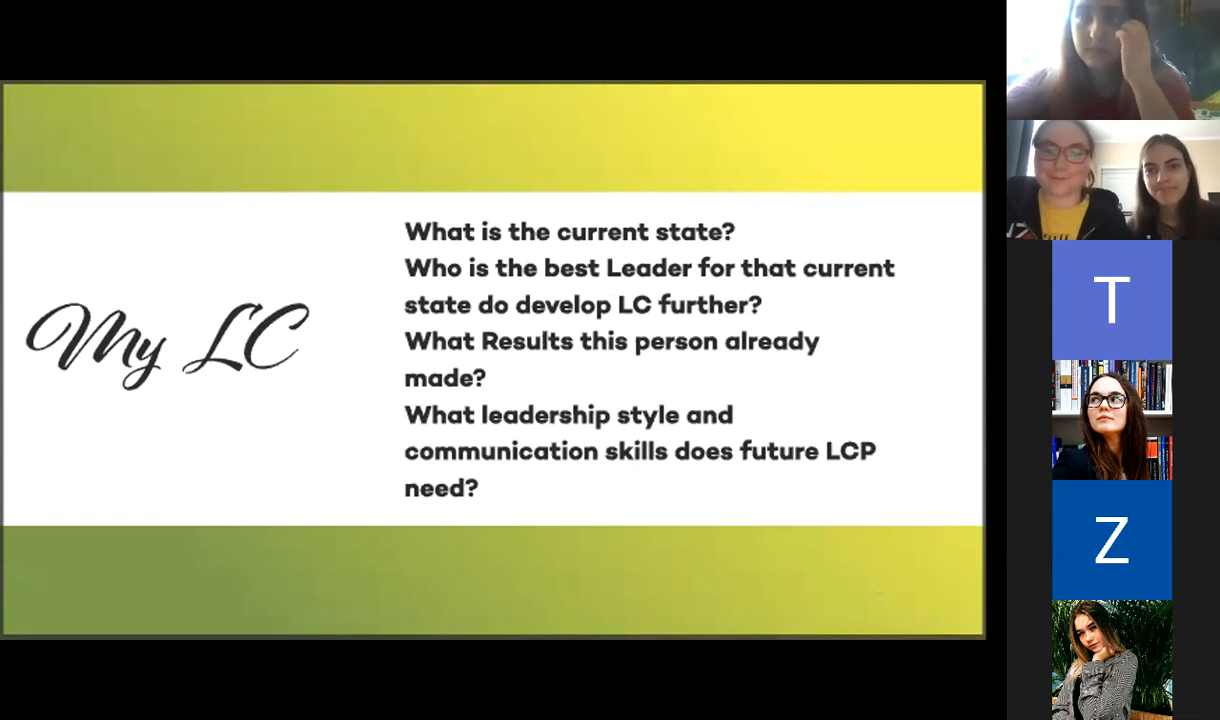 My LC
What is the current state?
Who is the best Leader for that current
state do develop LC further?
What Results this person already
made?
What leadership style and
communication skills does future LCP
need?
T
Z